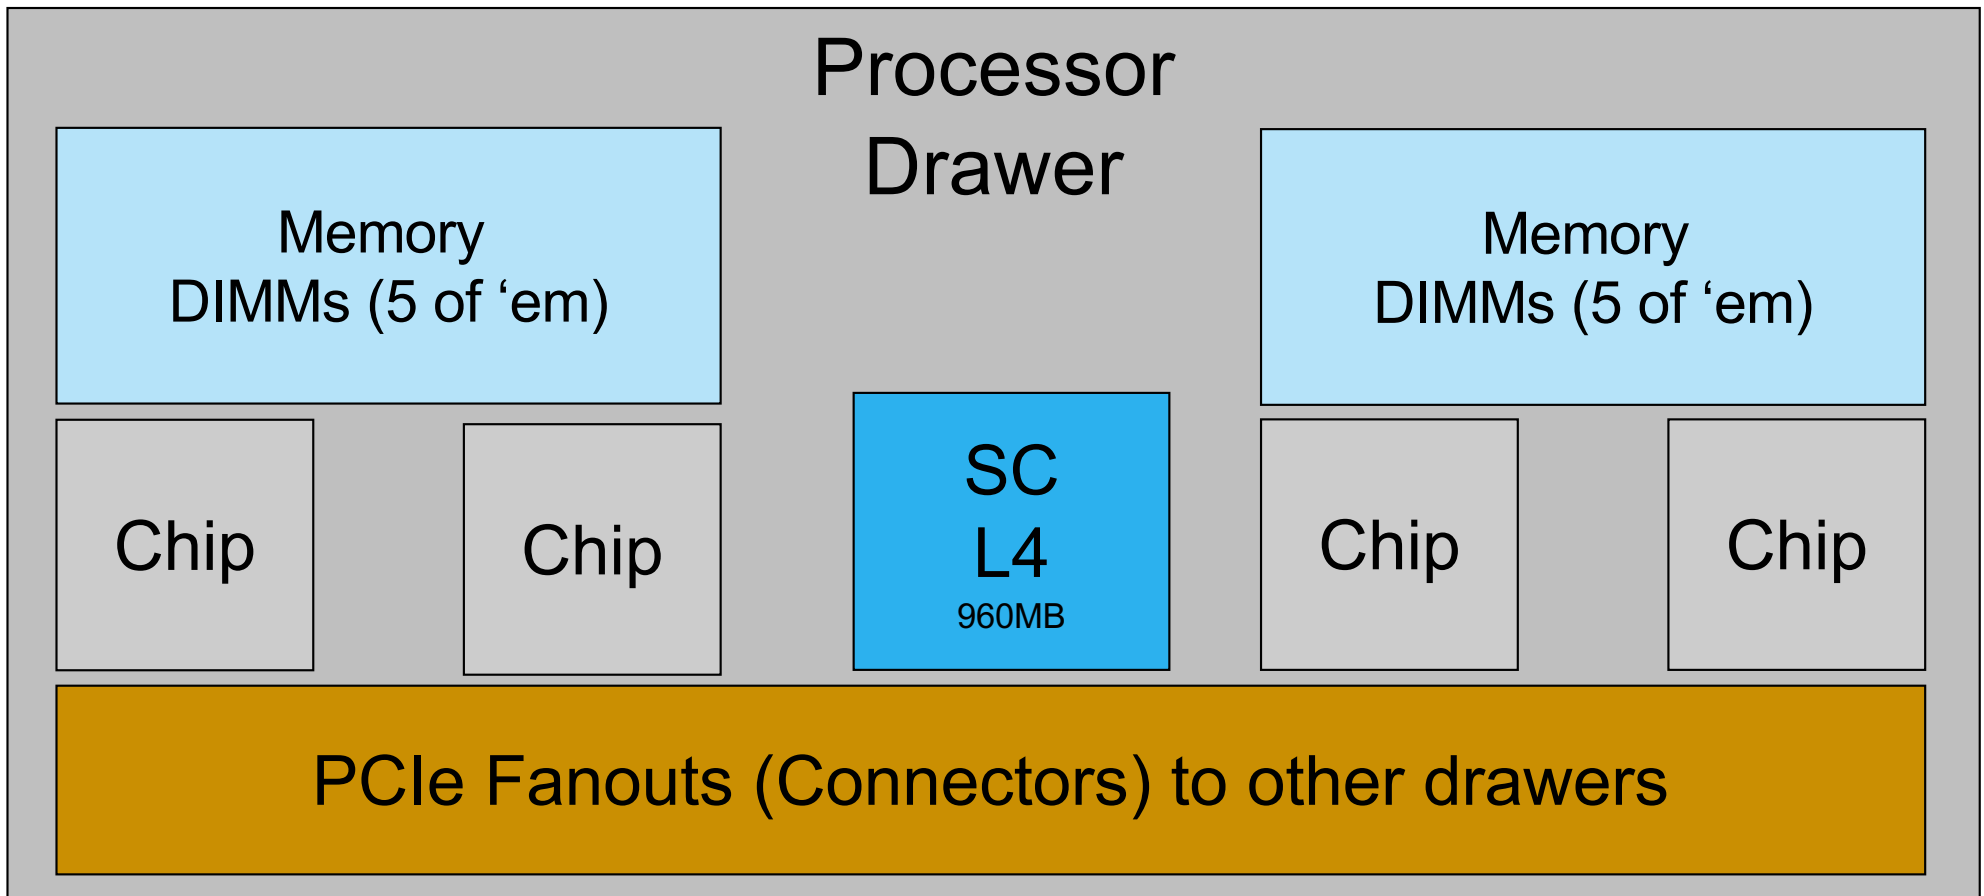 Processor
Drawer
Memory
DIMMs (5 of ‘em)
Memory
DIMMs (5 of ‘em)
Chip
Chip
SC
L4
960MB
Chip
Chip
PCIe Fanouts (Connectors) to other drawers